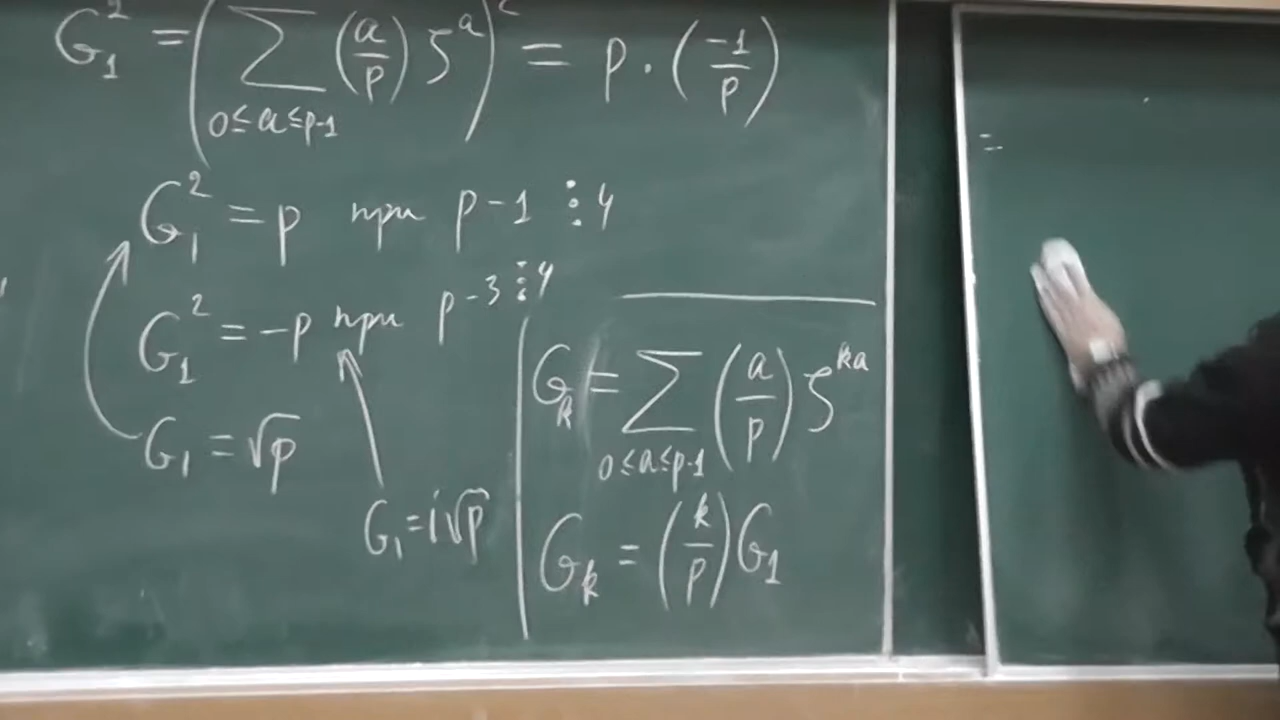 G₁² = (∑_{0≤a≤p-1} (a/p) ζ^a)² = p · (-1/p)
G₁² = p при p-1 ⋮ 4
G₁² = -p при p-3 ⋮ 4
G₁ = √p
G₁ = i√p
G_k = ∑_{0≤a≤p-1} (a/p) ζ^{ka}
G_k = (k/p) G₁
=